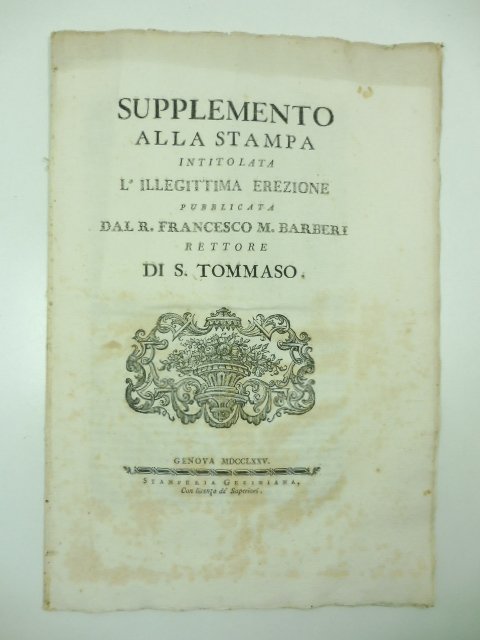 SUPPLEMENTO
ALLA STAMPA
INTITOLATA
L' ILLEGITTIMA EREZIONE
PUBBLICATA
DAL R. FRANCESCO M. BARBERI
RETTORE
DI S. TOMMASO.
GENOVA MDCCLXXV.
STAMPERIA GESINIANA,
Con licenza de' Superiori.